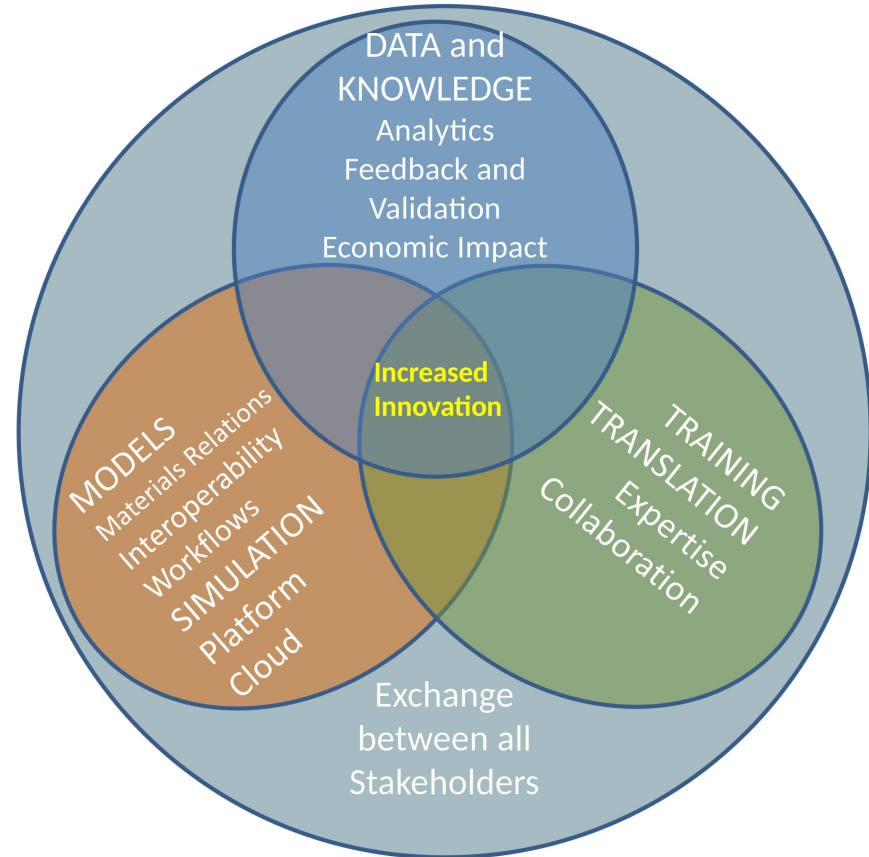 DATA and
KNOWLEDGE
Analytics
Feedback and
Validation
Economic Impact
Increased
Innovation
MODELS
Materials Relations
Interoperability
Workflows
SIMULATION
Platform
Cloud
TRAINING
TRANSLATION
Expertise
Collaboration
Exchange
between all
Stakeholders